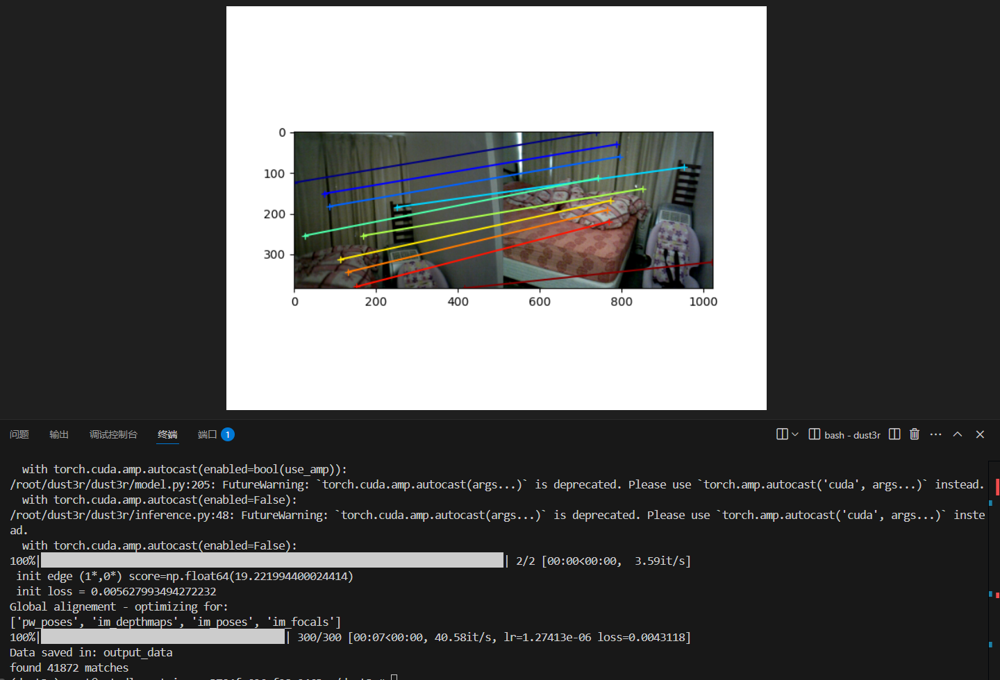 0
100
200
300
0 200 400 600 800 1000
问题 输出 调试控制台 终端 端口 1 bash - dust3r
with torch.cuda.amp.autocast(enabled=bool(use_amp)):
/root/dust3r/dust3r/model.py:205: FutureWarning: `torch.cuda.amp.autocast(args...)` is deprecated. Please use `torch.amp.autocast('cuda', args...)` instead.
with torch.cuda.amp.autocast(enabled=False):
/root/dust3r/dust3r/inference.py:48: FutureWarning: `torch.cuda.amp.autocast(args...)` is deprecated. Please use `torch.amp.autocast('cuda', args...)` inste
ad.
with torch.cuda.amp.autocast(enabled=False):
100%| | 2/2 [00:00<00:00, 3.59it/s]
init edge (1*,0*) score=np.float64(19.221994400024414)
init loss = 0.005627993494272232
Global alignement - optimizing for:
['pw_poses', 'im_depthmaps', 'im_poses', 'im_focals']
100%| | 300/300 [00:07<00:00, 40.58it/s, lr=1.27413e-06 loss=0.0043118]
Data saved in: output_data
found 41872 matches